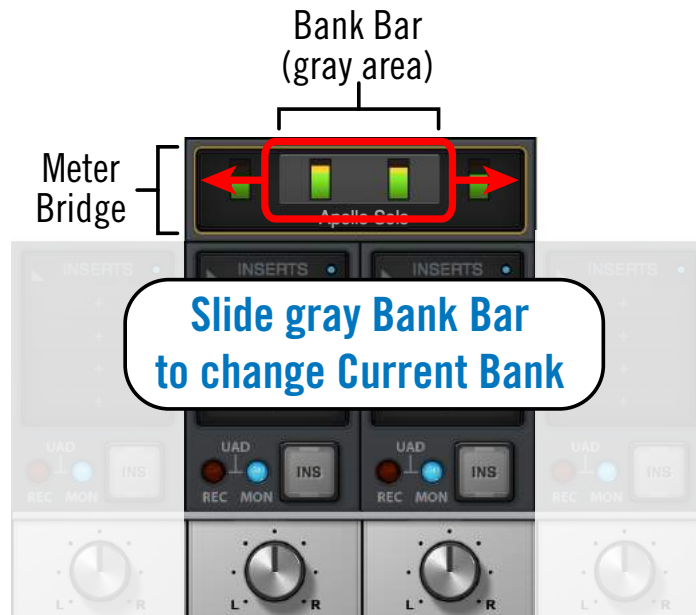 Bank Bar
(gray area)
Meter
Bridge
Apollo Solo
INSERTS INSERTS INSERTS INSERTS
Slide gray Bank Bar
to change Current Bank
UAD UAD UAD UAD
INS INS INS INS
REC MON REC MON REC MON REC MON
L R L R L R L R